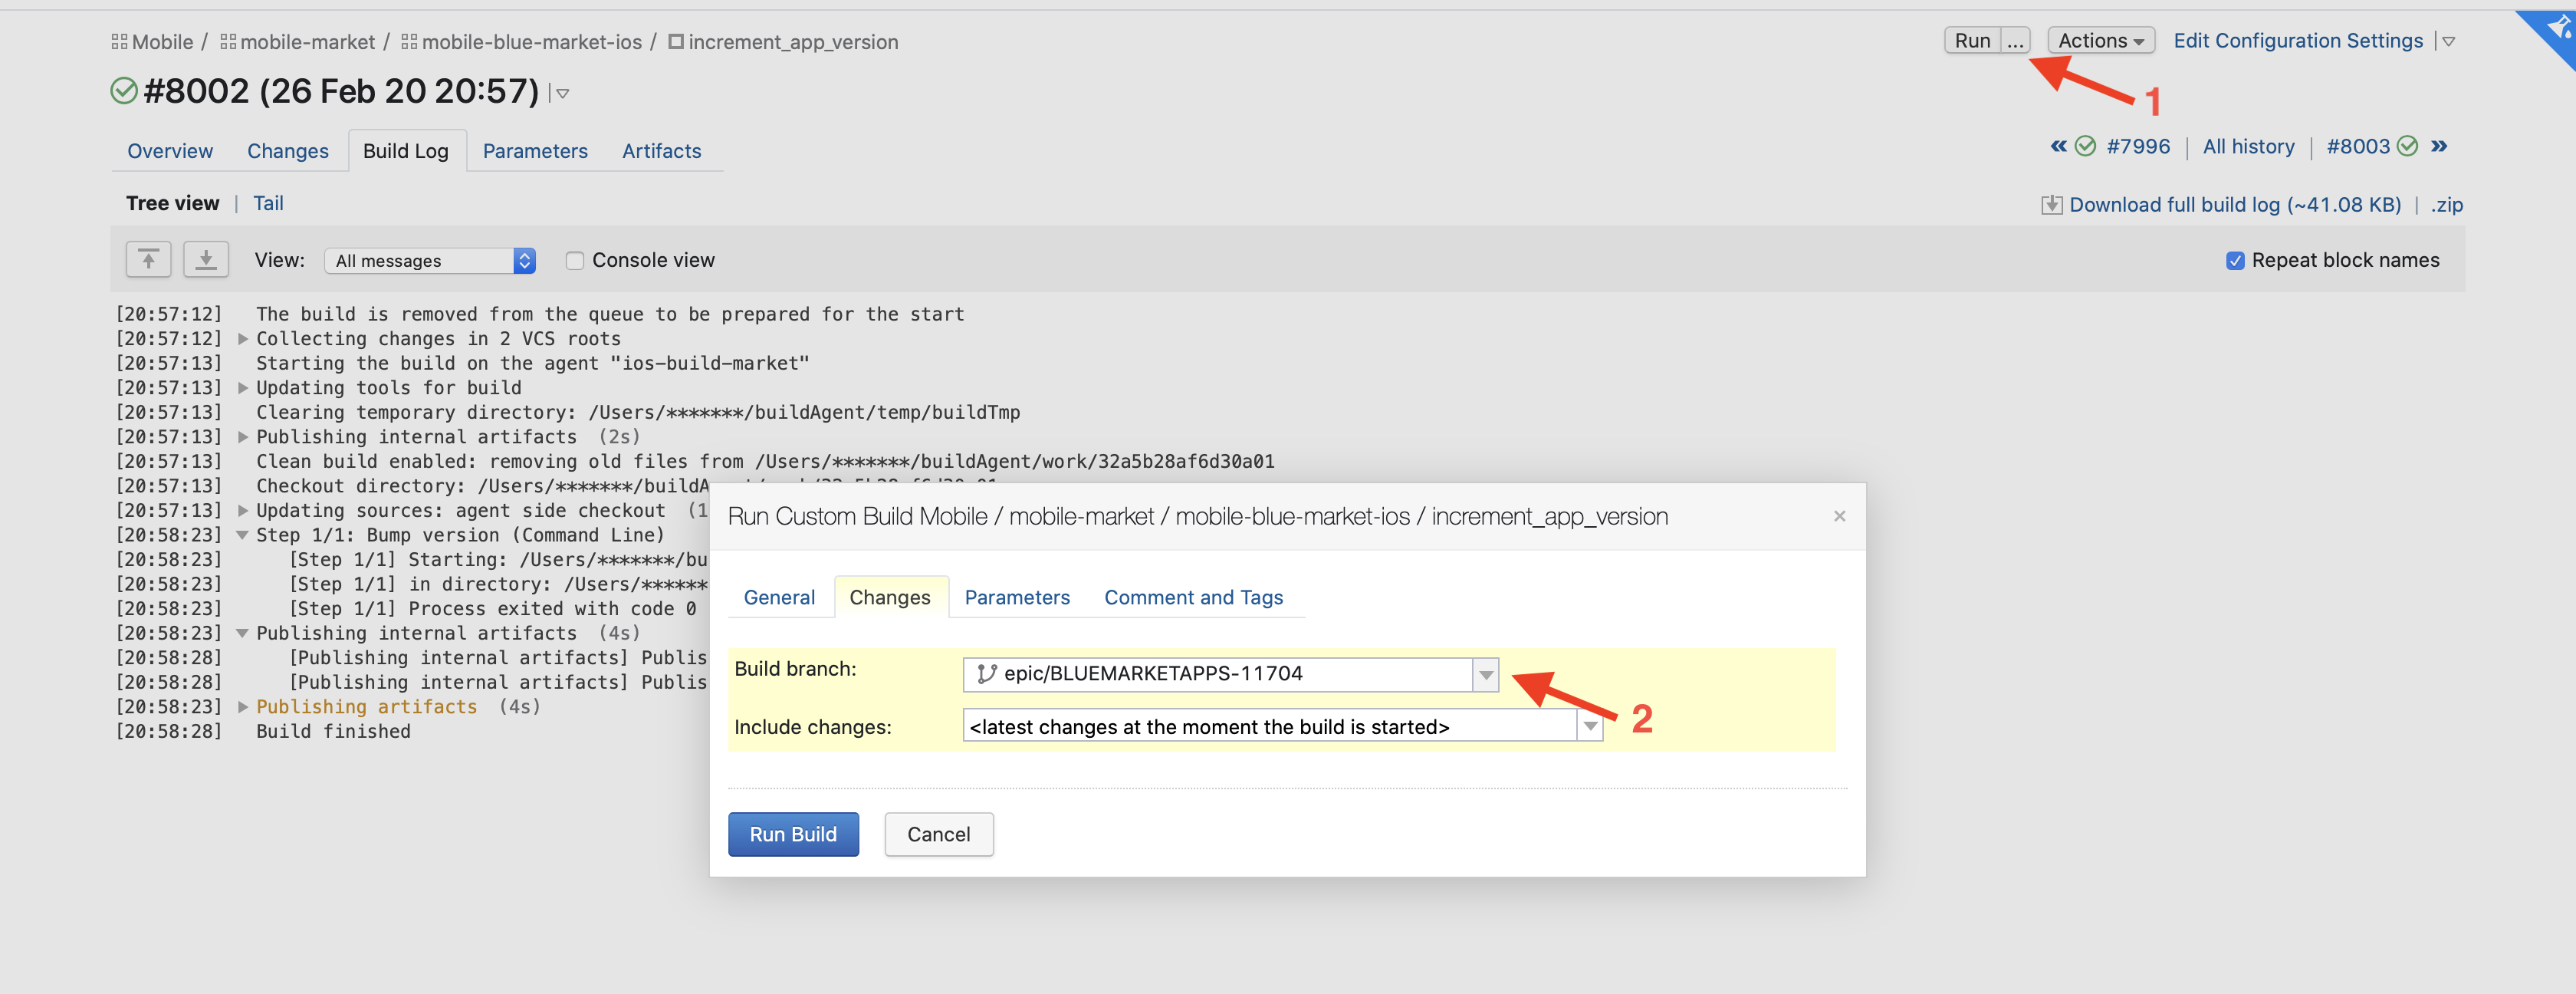 Mobile / mobile-market / mobile-blue-market-ios / increment_app_version
Run ... Actions Edit Configuration Settings
#8002 (26 Feb 20 20:57)
1
Overview Changes Build Log Parameters Artifacts
« #7996 | All history | #8003 »
Tree view | Tail
Download full build log (~41.08 KB) | .zip
View: All messages Console view Repeat block names
[20:57:12] The build is removed from the queue to be prepared for the start
[20:57:12] Collecting changes in 2 VCS roots
[20:57:13] Starting the build on the agent "ios-build-market"
[20:57:13] Updating tools for build
[20:57:13] Clearing temporary directory: /Users/*******/buildAgent/temp/buildTmp
[20:57:13] Publishing internal artifacts (2s)
[20:57:13] Clean build enabled: removing old files from /Users/*******/buildAgent/work/32a5b28af6d30a01
[20:57:13] Checkout directory: /Users/*******/buildAgent/work/32a5b28af6d30a01
[20:57:13] Updating sources: agent side checkout (1
[20:58:23] Step 1/1: Bump version (Command Line)
[20:58:23] [Step 1/1] Starting: /Users/*******/bu
[20:58:23] [Step 1/1] in directory: /Users/******
[20:58:23] [Step 1/1] Process exited with code 0
[20:58:23] Publishing internal artifacts (4s)
[20:58:28] [Publishing internal artifacts] Publis
[20:58:28] [Publishing internal artifacts] Publis
[20:58:23] Publishing artifacts (4s)
[20:58:28] Build finished
Run Custom Build Mobile / mobile-market / mobile-blue-market-ios / increment_app_version ×
General Changes Parameters Comment and Tags
Build branch: epic/BLUEMARKETAPPS-11704
Include changes: <latest changes at the moment the build is started>
2
Run Build Cancel